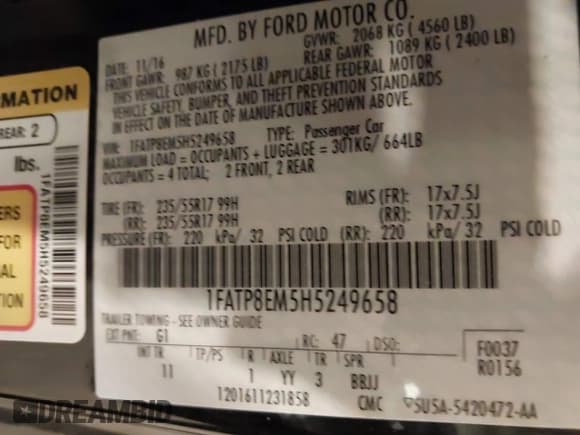 MFD. BY FORD MOTOR CO.
DATE: 11/16 GVWR: 2068 KG ( 4560 LB)
FRONT GAWR: 987 KG ( 2175 LB) REAR GAWR: 1089 KG ( 2400 LB)
THIS VEHICLE CONFORMS TO ALL APPLICABLE FEDERAL MOTOR
VEHICLE SAFETY, BUMPER, AND THEFT PREVENTION STANDARDS
IN EFFECT ON THE DATE OF MANUFACTURE SHOWN ABOVE.
VIN: 1FATP8EM5H5249658 TYPE: Passenger Car
MAXIMUM LOAD = OCCUPANTS + LUGGAGE = 301KG/ 664LB
OCCUPANTS = 4 TOTAL; 2 FRONT, 2 REAR
TIRE (FR): 235/55R17 99H RIMS (FR): 17x7.5J
(RR): 235/55R17 99H (RR): 17x7.5J
PRESSURE (FR): 220 kPa/ 32 PSI COLD (RR): 220 kPa/ 32 PSI COLD
1FATP8EM5H5249658
TRAILER TOWING - SEE OWNER GUIDE
EXT PNT: G1 RC: 47 DSO: F0037
R0156
INT TR TP/PS R AXLE TR SPR
11 1 YY 3 BBJJ
1201611231858 CMC SUSA-5420472-AA
RMATION
REAR: 2
lbs.
ERS
FOR
AL
TION
1FATP8EM5H5249658
DREAMBID